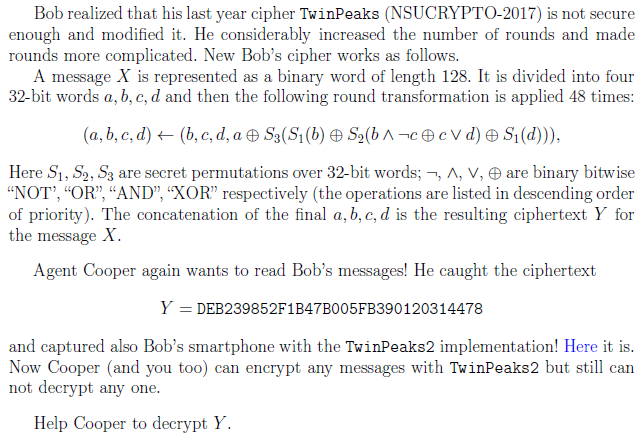 Bob realized that his last year cipher TwinPeaks (NSUCRYPTO-2017) is not secure
enough and modified it. He considerably increased the number of rounds and made
rounds more complicated. New Bob's cipher works as follows.
A message X is represented as a binary word of length 128. It is divided into four
32-bit words a, b, c, d and then the following round transformation is applied 48 times:
(a, b, c, d) ← (b, c, d, a ⊕ S₃(S₁(b) ⊕ S₂(b ∧ ¬c ⊕ c ∨ d) ⊕ S₁(d))),
Here S₁, S₂, S₃ are secret permutations over 32-bit words; ¬, ∧, ∨, ⊕ are binary bitwise
“NOT”, “OR”, “AND”, “XOR” respectively (the operations are listed in descending order
of priority). The concatenation of the final a, b, c, d is the resulting ciphertext Y for
the message X.
Agent Cooper again wants to read Bob's messages! He caught the ciphertext
Y = DEB239852F1B47B005FB390120314478
and captured also Bob's smartphone with the TwinPeaks2 implementation! Here it is.
Now Cooper (and you too) can encrypt any messages with TwinPeaks2 but still can
not decrypt any one.
Help Cooper to decrypt Y.